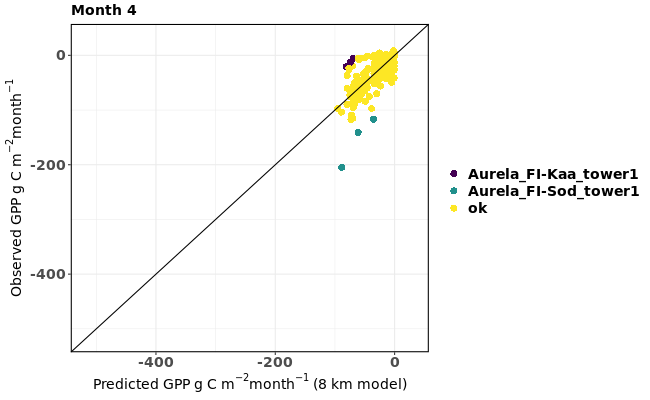 Month 4
Observed GPP g C m⁻²month⁻¹
0
-200
-400
-400
-200
0
Predicted GPP g C m⁻²month⁻¹ (8 km model)
Aurela_FI-Kaa_tower1
Aurela_FI-Sod_tower1
ok